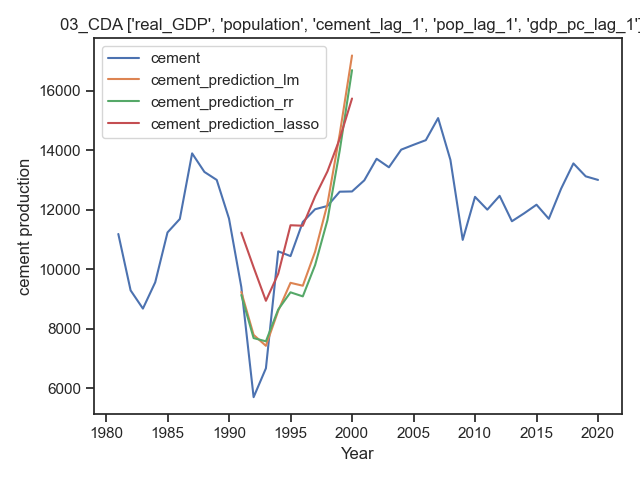 03_CDA ['real_GDP', 'population', 'cement_lag_1', 'pop_lag_1', 'gdp_pc_lag_1']
cement
cement_prediction_lm
cement_prediction_rr
cement_prediction_lasso
cement production
16000
14000
12000
10000
8000
6000
1980 1985 1990 1995 2000 2005 2010 2015 2020
Year